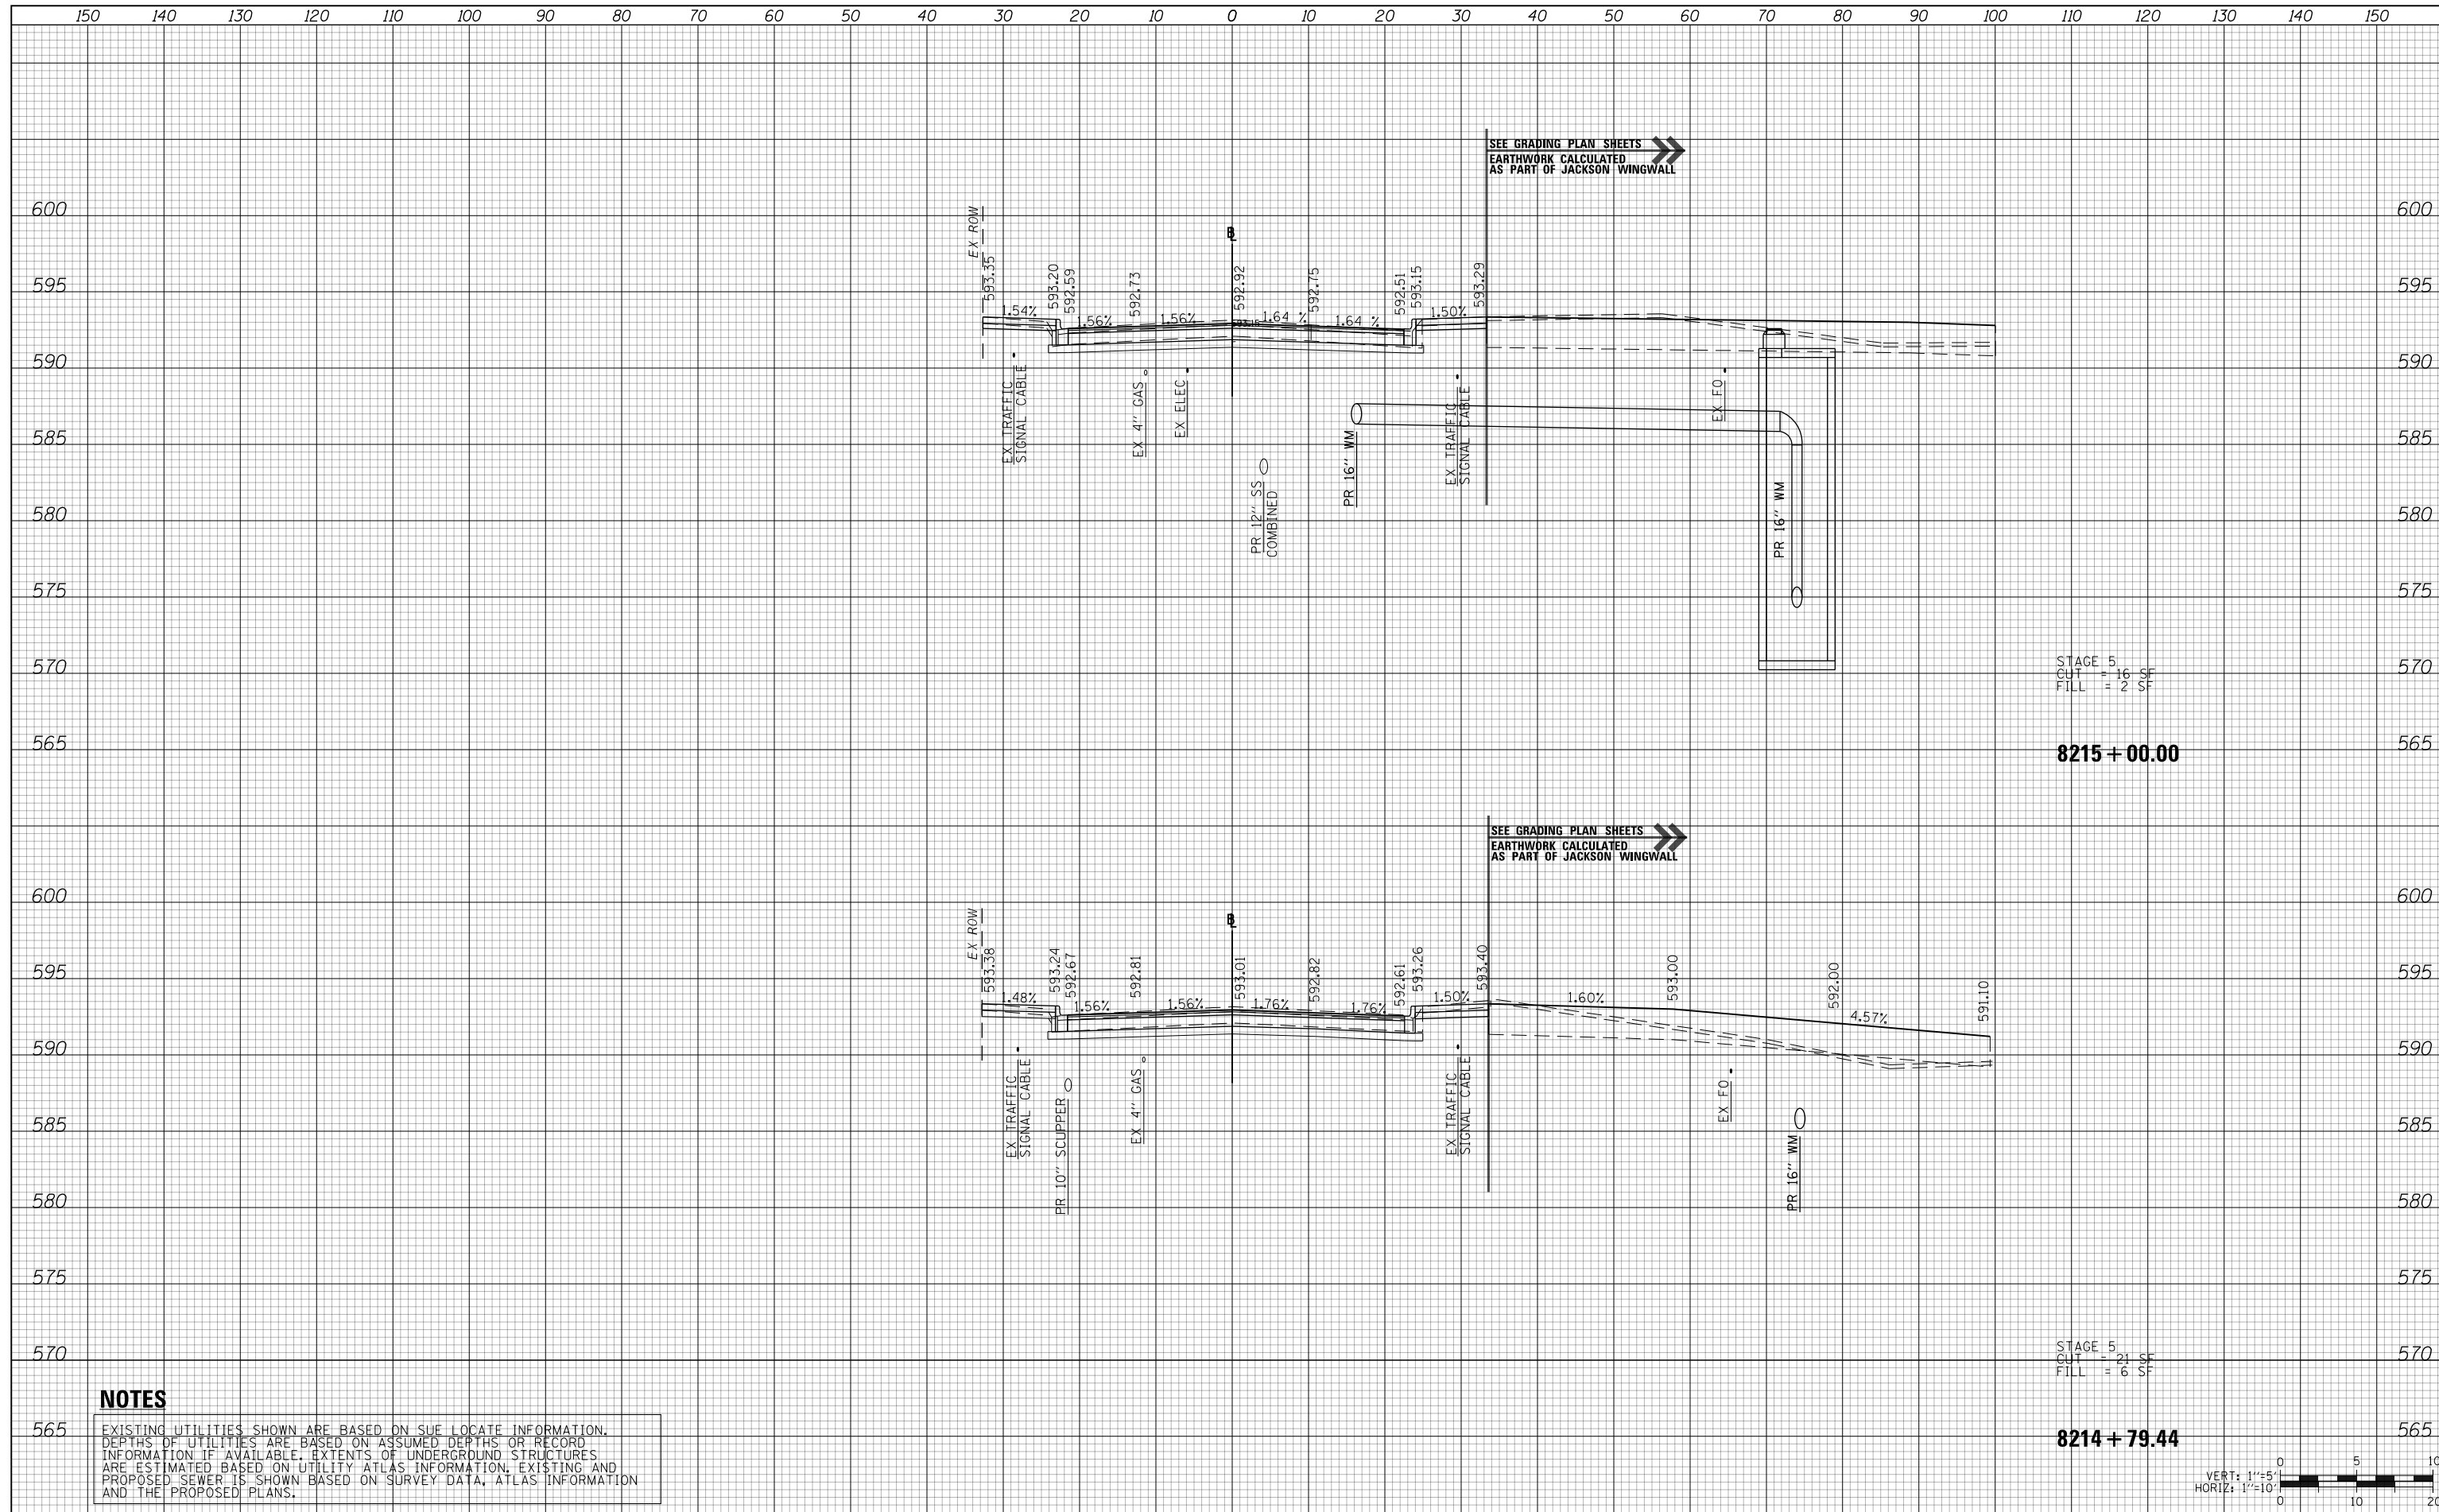 150 140 130 120 110 100 90 80 70 60 50 40 30 20 10 0 10 20 30 40 50 60 70 80 90 100 110 120 130 140 150
SEE GRADING PLAN SHEETS
EARTHWORK CALCULATED
AS PART OF JACKSON WINGWALL
600 600
EX ROW
595 595
593.35
593.20
592.59
592.73
592.92
592.75
592.51
593.15
593.29
1.54%
1.56%
1.56%
1.64 %
1.64 %
1.50%
590 590
EX TRAFFIC
SIGNAL CABLE
EX 4'' GAS
EX ELEC
PR 12'' SS
COMBINED
PR 16'' WM
EX TRAFFIC
SIGNAL CABLE
EX FO
PR 16'' WM
585 585
580 580
575 575
570 570
STAGE 5
CUT = 16 SF
FILL = 2 SF
565 565
8215+00.00
SEE GRADING PLAN SHEETS
EARTHWORK CALCULATED
AS PART OF JACKSON WINGWALL
600 600
EX ROW
595 595
593.38
593.24
592.67
592.81
593.01
592.82
592.61
593.26
593.40
593.00
592.00
591.10
1.48%
1.56%
1.56%
1.76%
1.76%
1.50%
1.60%
4.57%
590 590
EX TRAFFIC
SIGNAL CABLE
PR 10'' SCUPPER
EX 4'' GAS
EX TRAFFIC
SIGNAL CABLE
EX FO
PR 16'' WM
585 585
580 580
575 575
570 570
STAGE 5
CUT = 21 SF
FILL = 6 SF
565 565
8214+79.44
NOTES
EXISTING UTILITIES SHOWN ARE BASED ON SUE LOCATE INFORMATION.
DEPTHS OF UTILITIES ARE BASED ON ASSUMED DEPTHS OR RECORD
INFORMATION IF AVAILABLE. EXTENTS OF UNDERGROUND STRUCTURES
ARE ESTIMATED BASED ON UTILITY ATLAS INFORMATION. EXISTING AND
PROPOSED SEWER IS SHOWN BASED ON SURVEY DATA, ATLAS INFORMATION
AND THE PROPOSED PLANS.
0 5 10
VERT: 1''=5'
HORIZ: 1''=10'
0 10 20